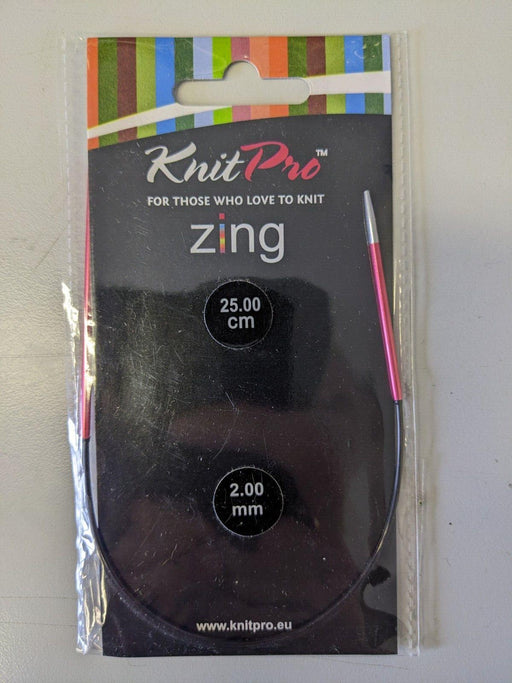 KnitPro™
FOR THOSE WHO LOVE TO KNIT
zing
25.00
cm
2.00
mm
www.knitpro.eu